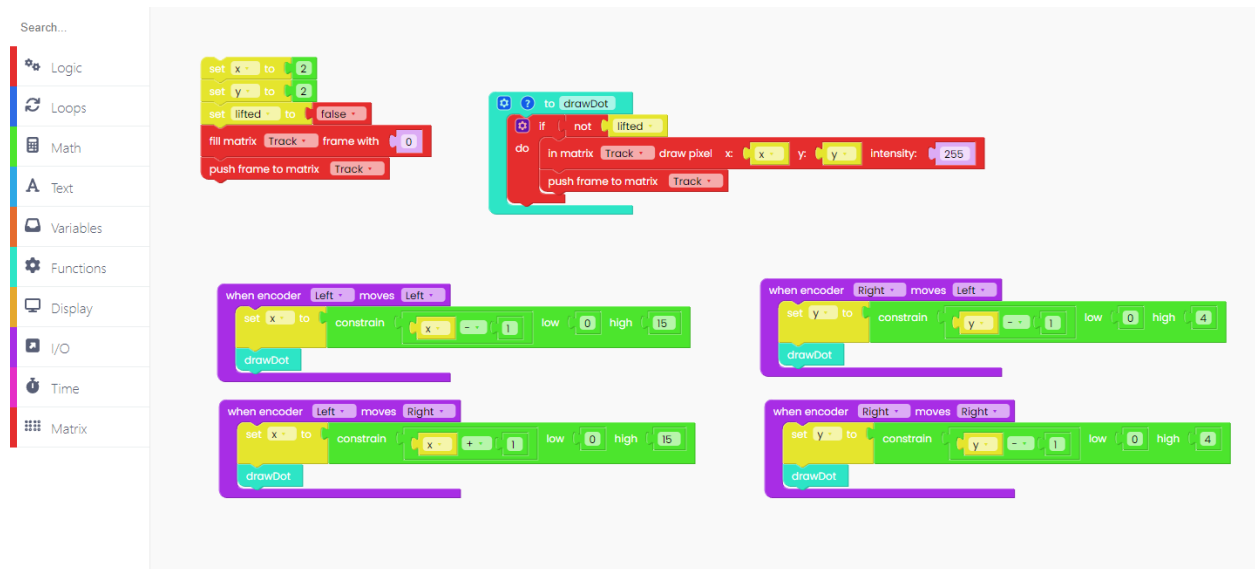 Search...
Logic
Loops
Math
Text
Variables
Functions
Display
I/O
Time
Matrix
set x to 2
set y to 2
set lifted to false
fill matrix Track frame with 0
push frame to matrix Track
? to drawDot
if not lifted
do in matrix Track draw pixel x: x y: y intensity: 255
push frame to matrix Track
when encoder Left moves Left
set x to constrain x - 1 low 0 high 15
drawDot
when encoder Right moves Left
set y to constrain y - 1 low 0 high 4
drawDot
when encoder Left moves Right
set x to constrain x + 1 low 0 high 15
drawDot
when encoder Right moves Right
set y to constrain y - 1 low 0 high 4
drawDot